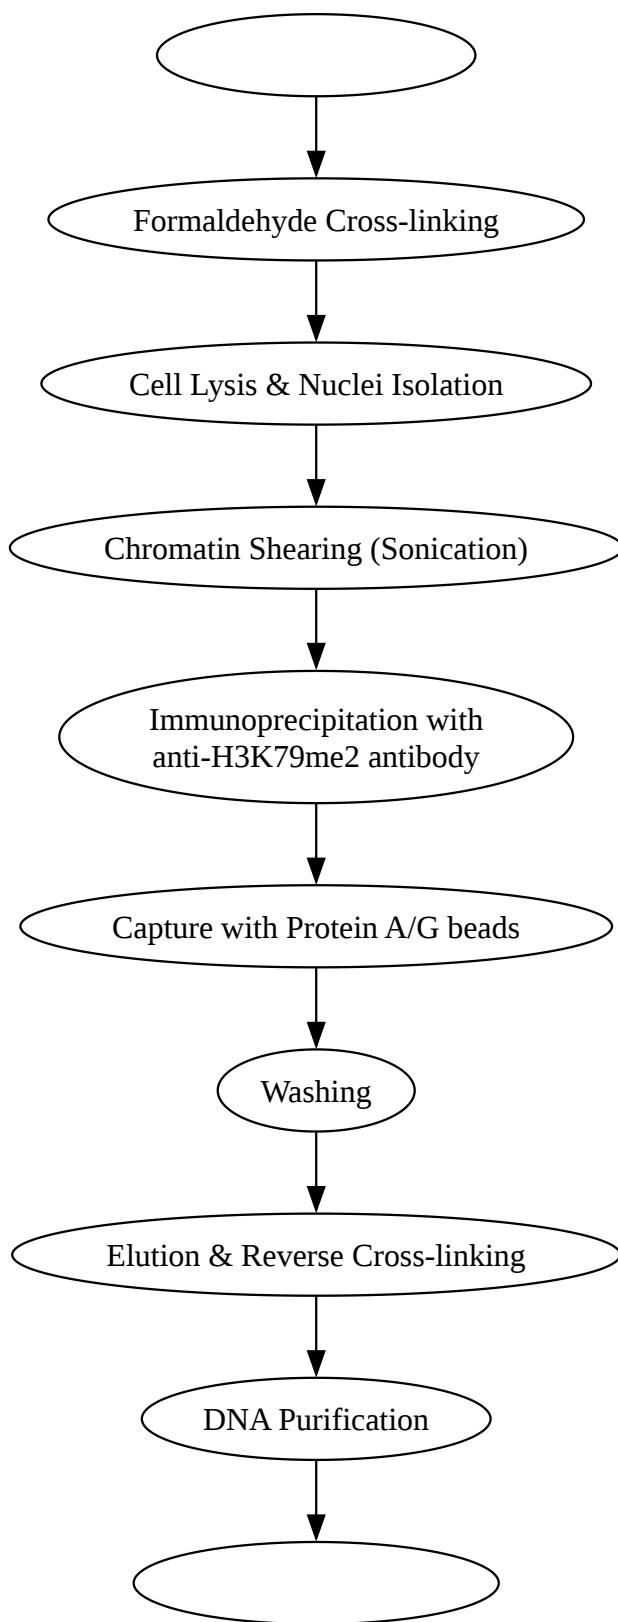 Formaldehyde Cross-linking
Cell Lysis & Nuclei Isolation
Chromatin Shearing (Sonication)
Immunoprecipitation with
anti-H3K79me2 antibody
Capture with Protein A/G beads
Washing
Elution & Reverse Cross-linking
DNA Purification